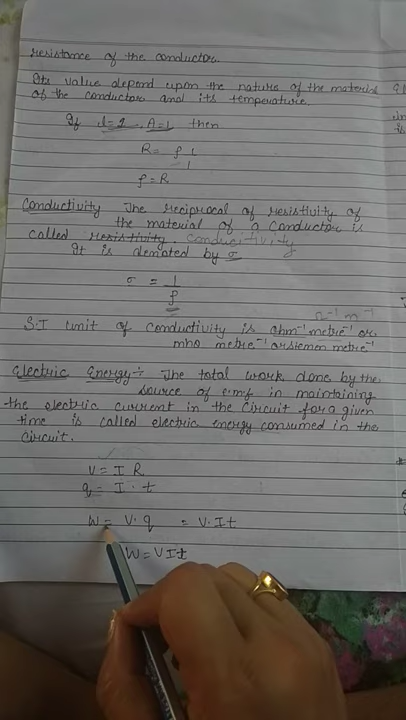 resistance of the conductor.
Its value depend upon the nature of the material
of the conductor and its temperature.
If l=1, A=1 then
R = ρ 1
1
ρ = R
Conductivity The reciprocal of resistivity of
the material of a conductor is
called resistivity. conductivity
It is denoted by σ
σ = 1
ρ
Ω⁻¹ m⁻¹
S.I unit of conductivity is Ohm⁻¹ metre⁻¹ or
mho metre⁻¹ or siemen metre⁻¹
Electric Energy:- The total work done by the
source of e.m.f in maintaining
the electric current in the circuit for a given
time is called electric energy consumed in the
circuit.
V = I R
q = I · t
W = V · q = V · It
W = VIt